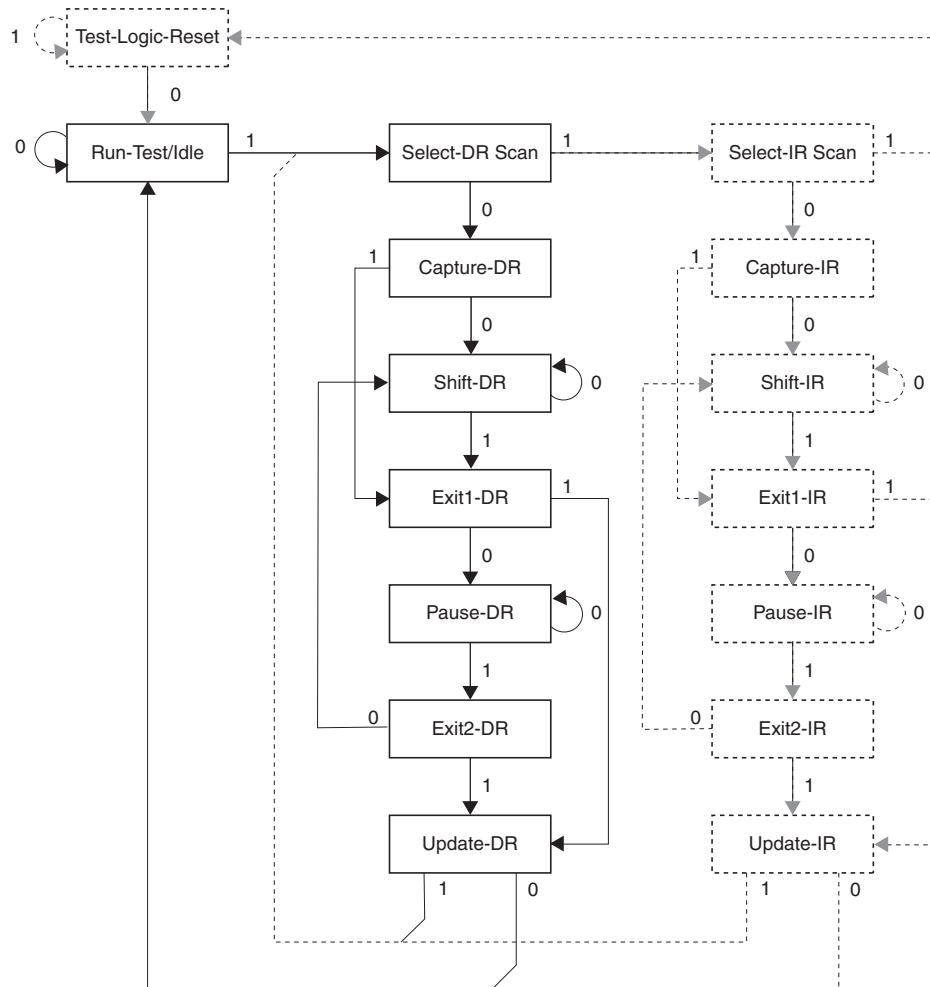 1
Test-Logic-Reset
0
0
Run-Test/Idle
1
Select-DR Scan
1
Select-IR Scan
1
0
0
1
Capture-DR
1
Capture-IR
0
0
Shift-DR
0
Shift-IR
0
1
1
Exit1-DR
1
Exit1-IR
1
0
0
Pause-DR
0
Pause-IR
0
1
1
0
Exit2-DR
0
Exit2-IR
1
1
Update-DR
Update-IR
1
0
1
0